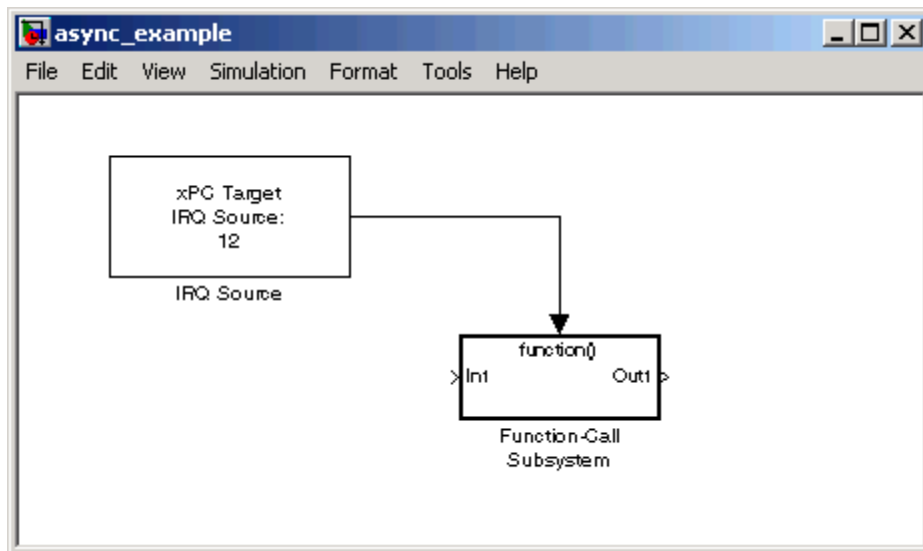 async_example
File Edit View Simulation Format Tools Help
xPC Target
IRQ Source:
12
IRQ Source
function()
In1 Out1
Function-Call
Subsystem